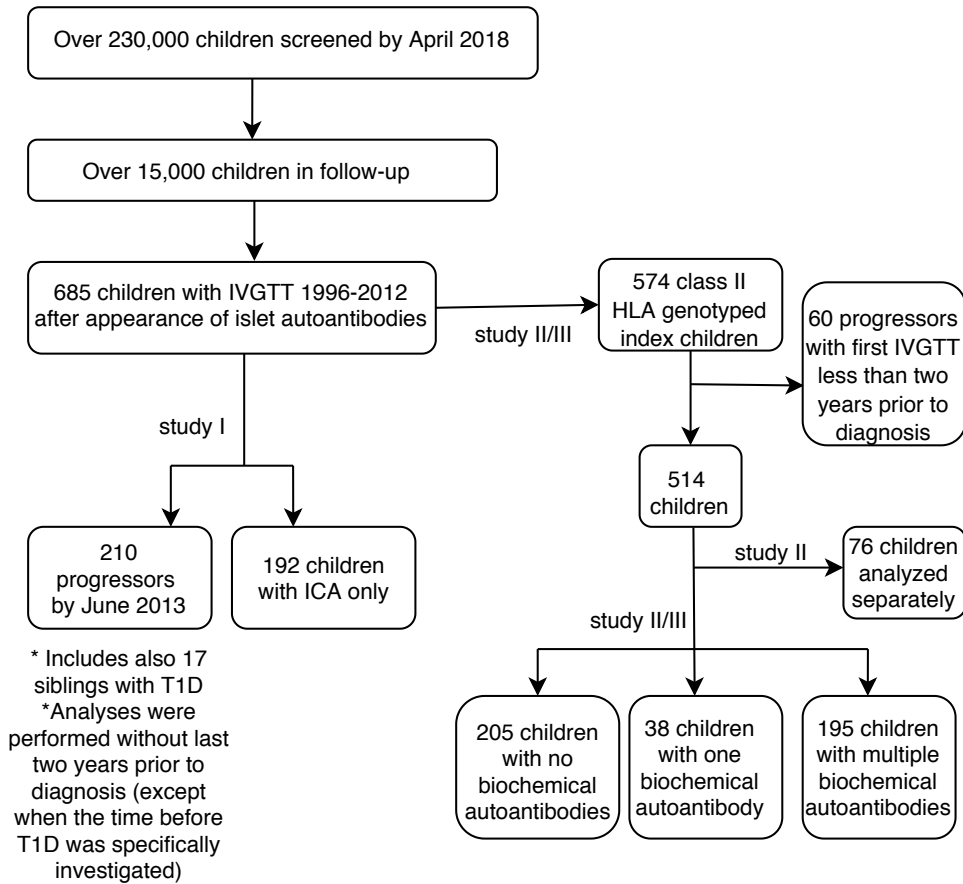 Over 230,000 children screened by April 2018
Over 15,000 children in follow-up
685 children with IVGTT 1996-2012
after appearance of islet autoantibodies
study II/III
574 class II
HLA genotyped
index children
60 progressors
with first IVGTT
less than two
years prior to
diagnosis
study I
514
children
210
progressors
by June 2013
192 children
with ICA only
study II
76 children
analyzed
separately
study II/III
* Includes also 17
siblings with T1D
*Analyses were
performed without last
two years prior to
diagnosis (except
when the time before
T1D was specifically
investigated)
205 children
with no
biochemical
autoantibodies
38 children
with one
biochemical
autoantibody
195 children
with multiple
biochemical
autoantibodies